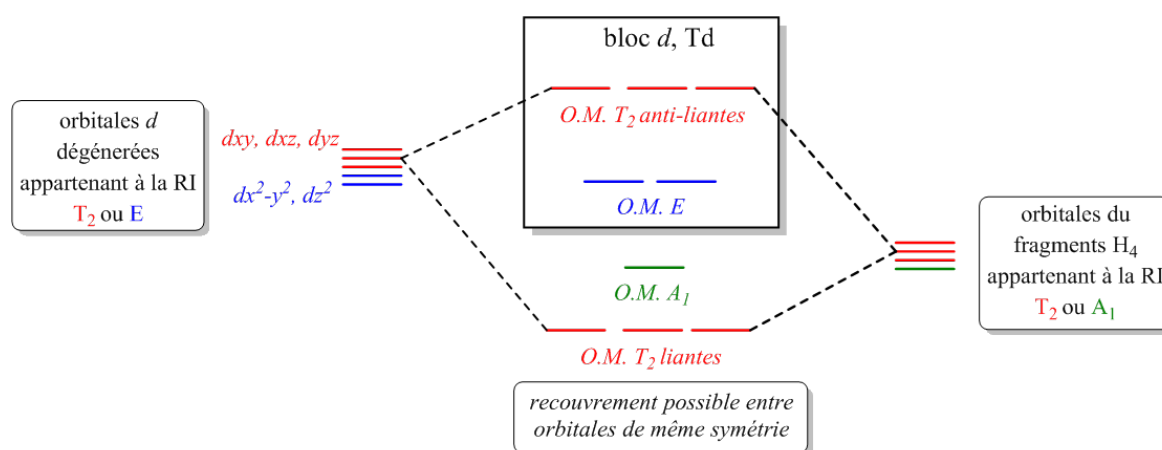 bloc d, Td
O.M. T2 anti-liantes
orbitales d
dégénerées
appartenant à la RI
T2 ou E
dxy, dxz, dyz
dx2-y2, dz2
O.M. E
orbitales du
fragments H4
appartenant à la RI
T2 ou A1
O.M. A1
O.M. T2 liantes
recouvrement possible entre
orbitales de même symétrie